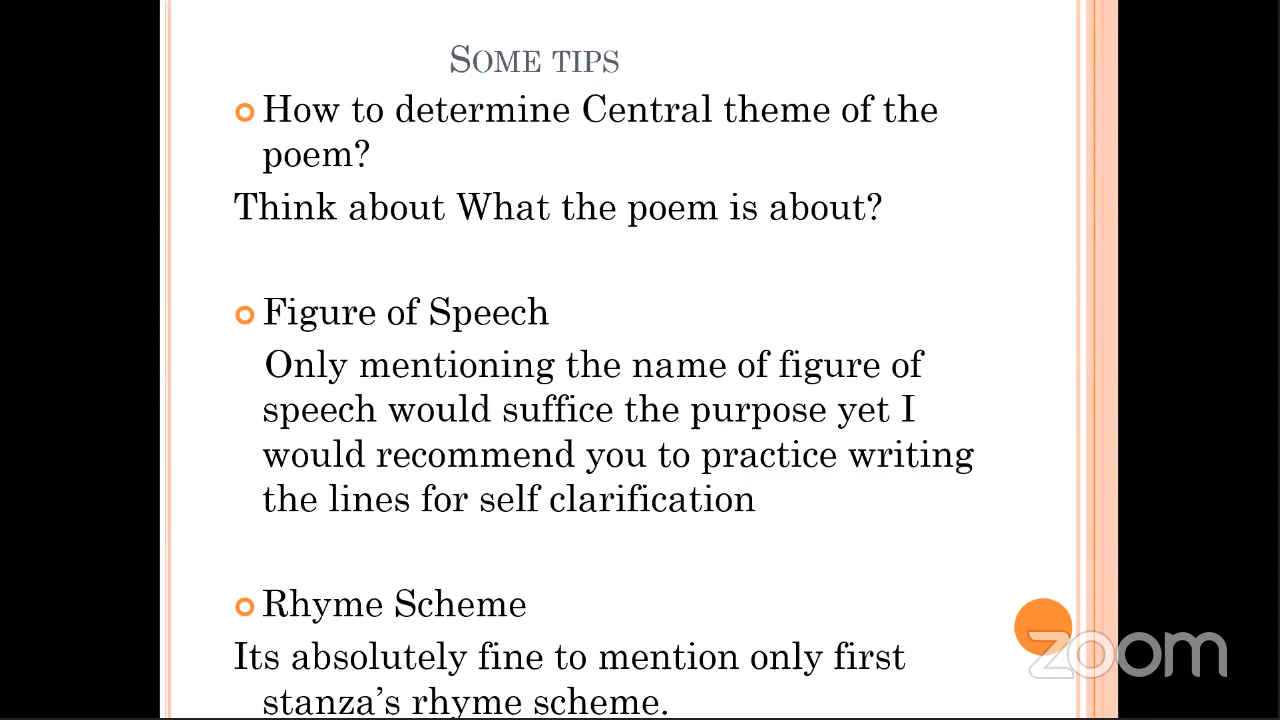 SOME TIPS
How to determine Central theme of the
poem?
Think about What the poem is about?
Figure of Speech
Only mentioning the name of figure of
speech would suffice the purpose yet I
would recommend you to practice writing
the lines for self clarification
Rhyme Scheme
Its absolutely fine to mention only first
stanza's rhyme scheme.
zoom